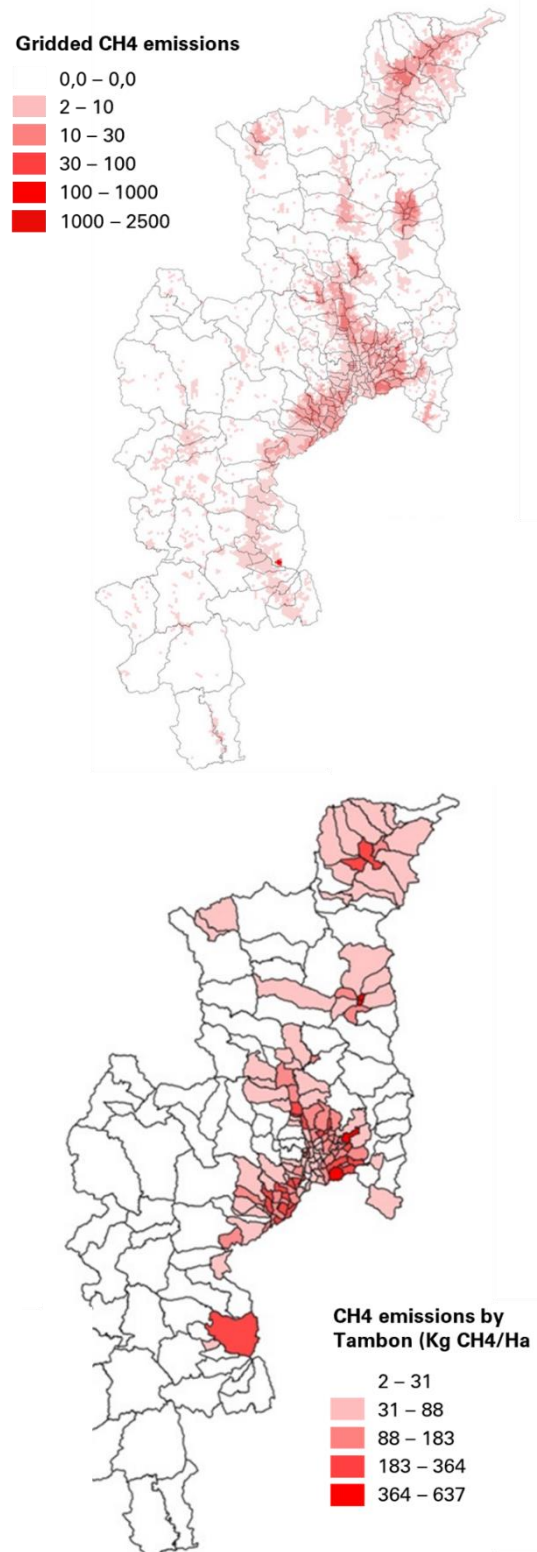 Gridded CH4 emissions
0,0 – 0,0
2 – 10
10 – 30
30 – 100
100 – 1000
1000 – 2500
CH4 emissions by
Tambon (Kg CH4/Ha
2 – 31
31 – 88
88 – 183
183 – 364
364 – 637